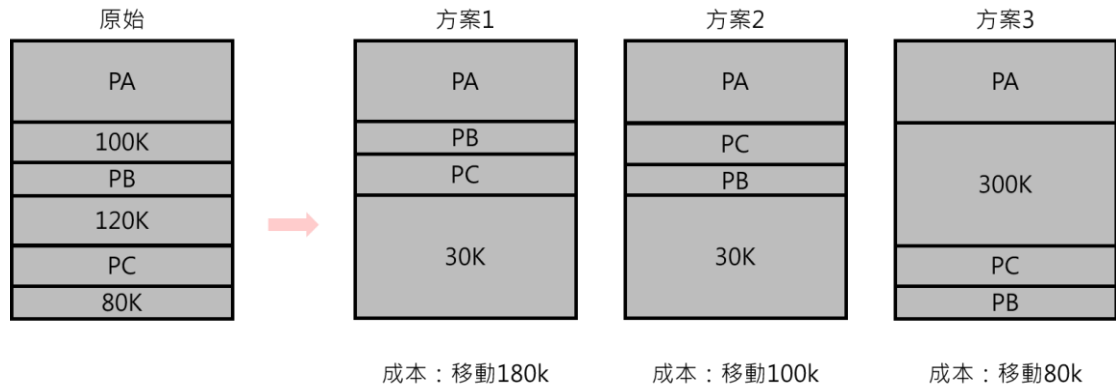 原始
PA
100K
PB
120K
PC
80K
方案1
PA
PB
PC
30K
成本：移動180k
方案2
PA
PC
PB
30K
成本：移動100k
方案3
PA
300K
PC
PB
成本：移動80k